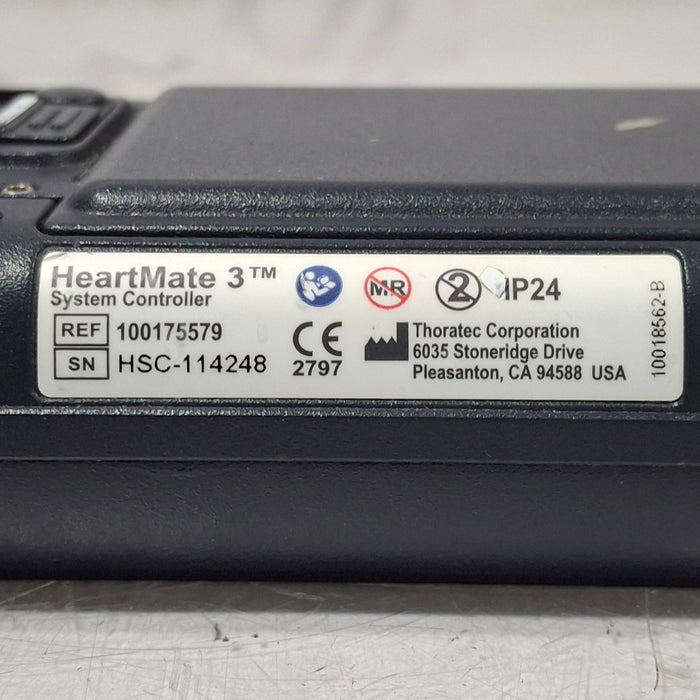 HeartMate 3™
System Controller
REF 100175579
SN HSC-114248
CE
2797
MR
2
IP24
Thoratec Corporation
6035 Stoneridge Drive
Pleasanton, CA 94588 USA
10018562-B